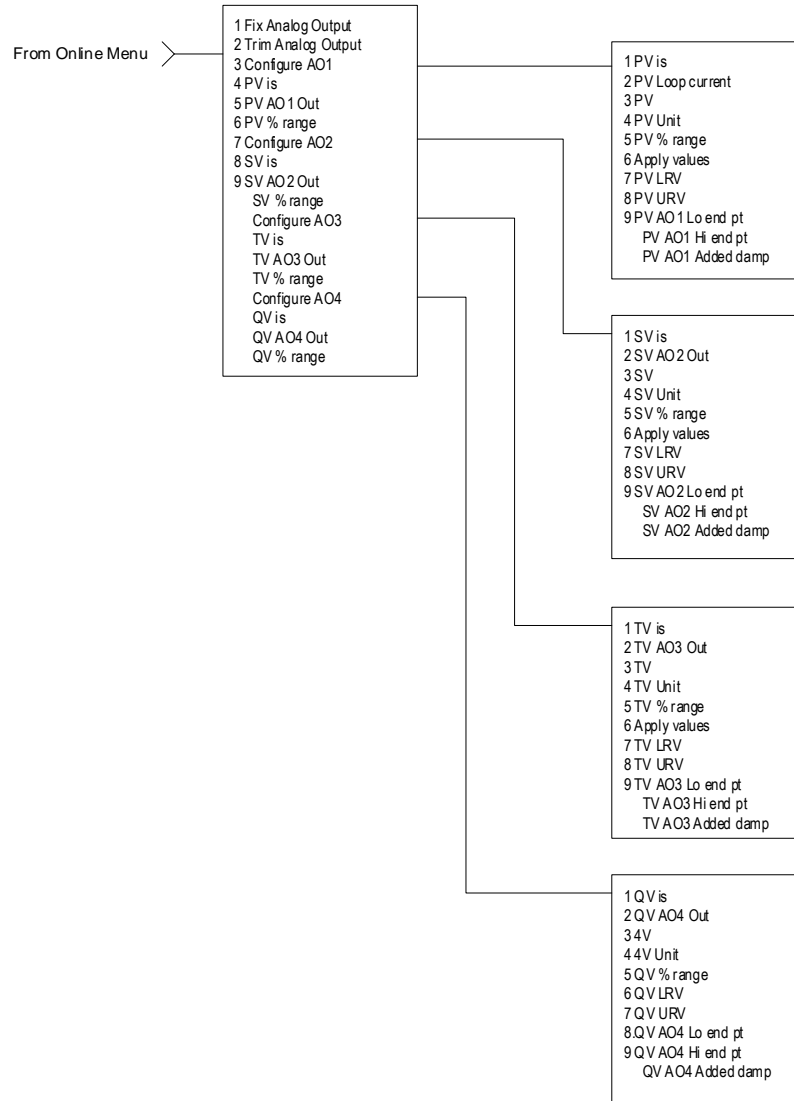 From Online Menu
1 Fix Analog Output
2 Trim Analog Output
3 Configure AO1
4 PV is
5 PV AO1 Out
6 PV % range
7 Configure AO2
8 SV is
9 SV AO2 Out
SV % range
Configure AO3
TV is
TV AO3 Out
TV % range
Configure AO4
QV is
QV AO4 Out
QV % range
1 PV is
2 PV Loop current
3 PV
4 PV Unit
5 PV % range
6 Apply values
7 PV LRV
8 PV URV
9 PV AO1 Lo end pt
PV AO1 Hi end pt
PV AO1 Added damp
1 SV is
2 SV AO2 Out
3 SV
4 SV Unit
5 SV % range
6 Apply values
7 SV LRV
8 SV URV
9 SV AO2 Lo end pt
SV AO2 Hi end pt
SV AO2 Added damp
1 TV is
2 TV AO3 Out
3 TV
4 TV Unit
5 TV % range
6 Apply values
7 TV LRV
8 TV URV
9 TV AO3 Lo end pt
TV AO3 Hi end pt
TV AO3 Added damp
1 QV is
2 QV AO4 Out
3 4V
4 4V Unit
5 QV % range
6 QV LRV
7 QV URV
8.QV AO4 Lo end pt
9 QV AO4 Hi end pt
QV AO4 Added damp